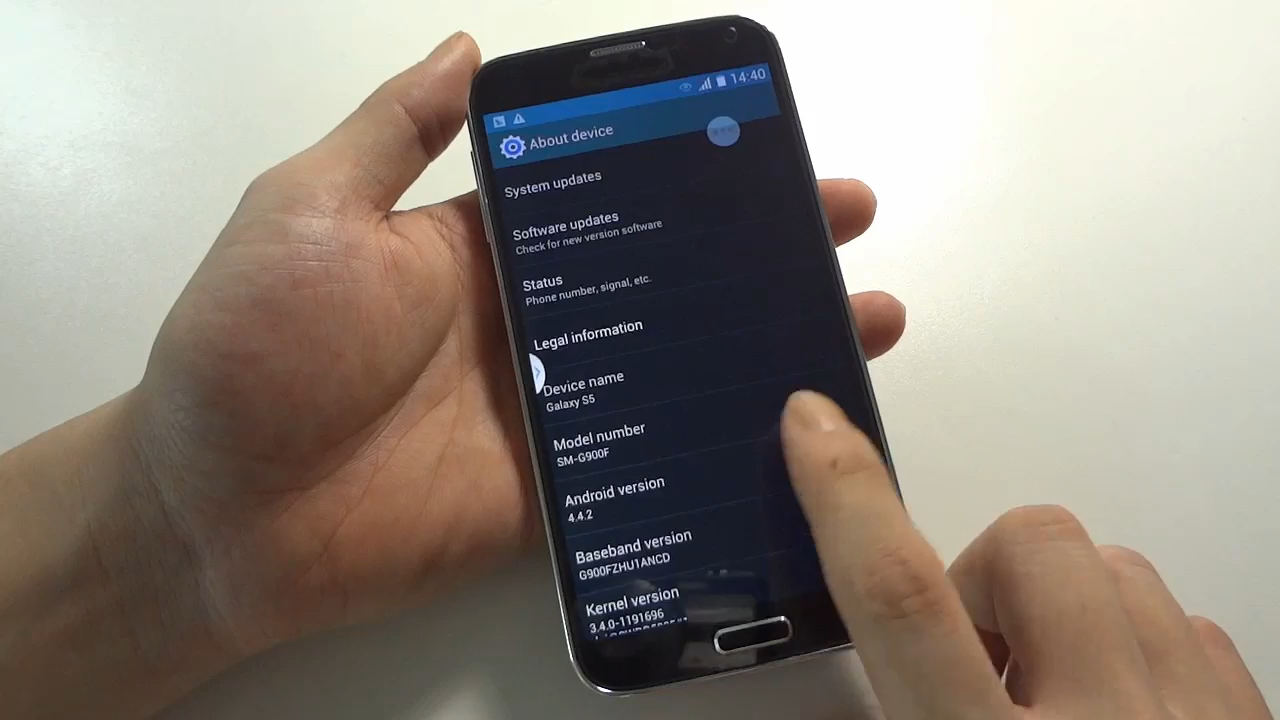 14:40
About device
System updates
Software updates
Check for new version software
Status
Phone number, signal, etc.
Legal information
Device name
Galaxy S5
Model number
SM-G900F
Android version
4.4.2
Baseband version
G900FZHU1ANCD
Kernel version
3.4.0-1191696